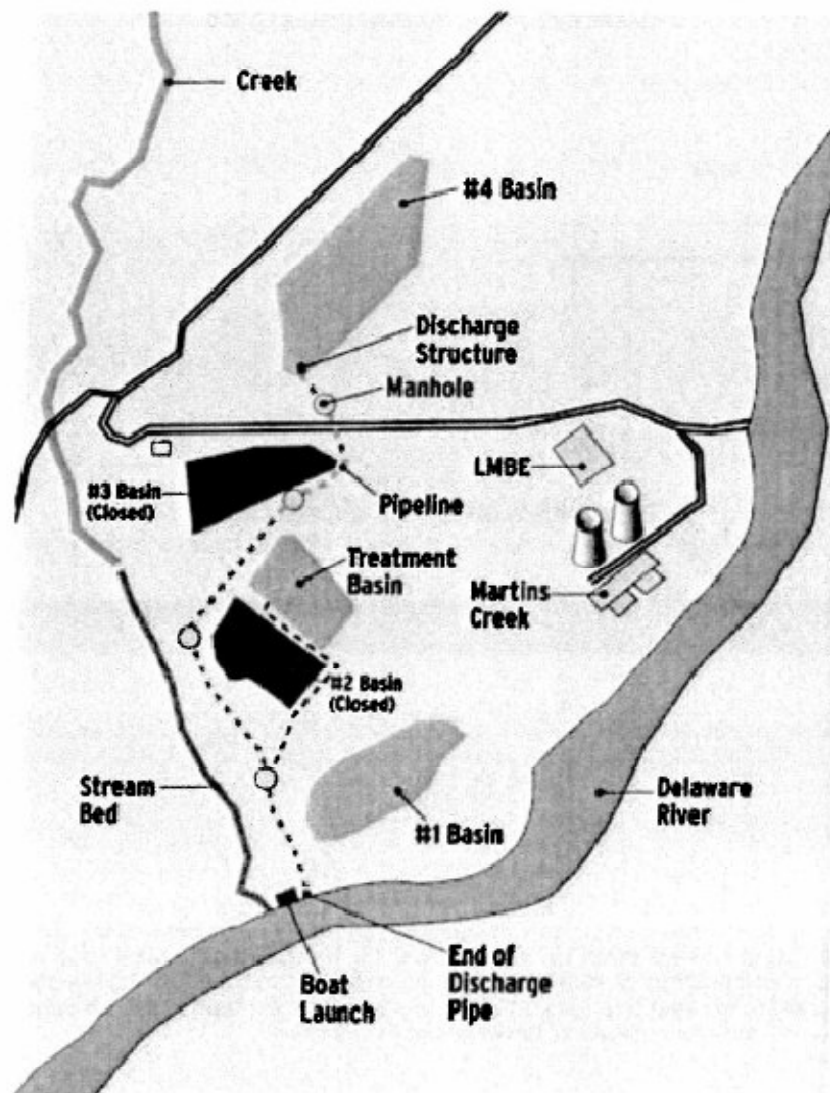 Creek
#4 Basin
Discharge
Structure
Manhole
LMBE
#3 Basin
(Closed)
Pipeline
Treatment
Basin
Martins
Creek
#2 Basin
(Closed)
Stream
Bed
Delaware
River
#1 Basin
End of
Discharge
Pipe
Boat
Launch